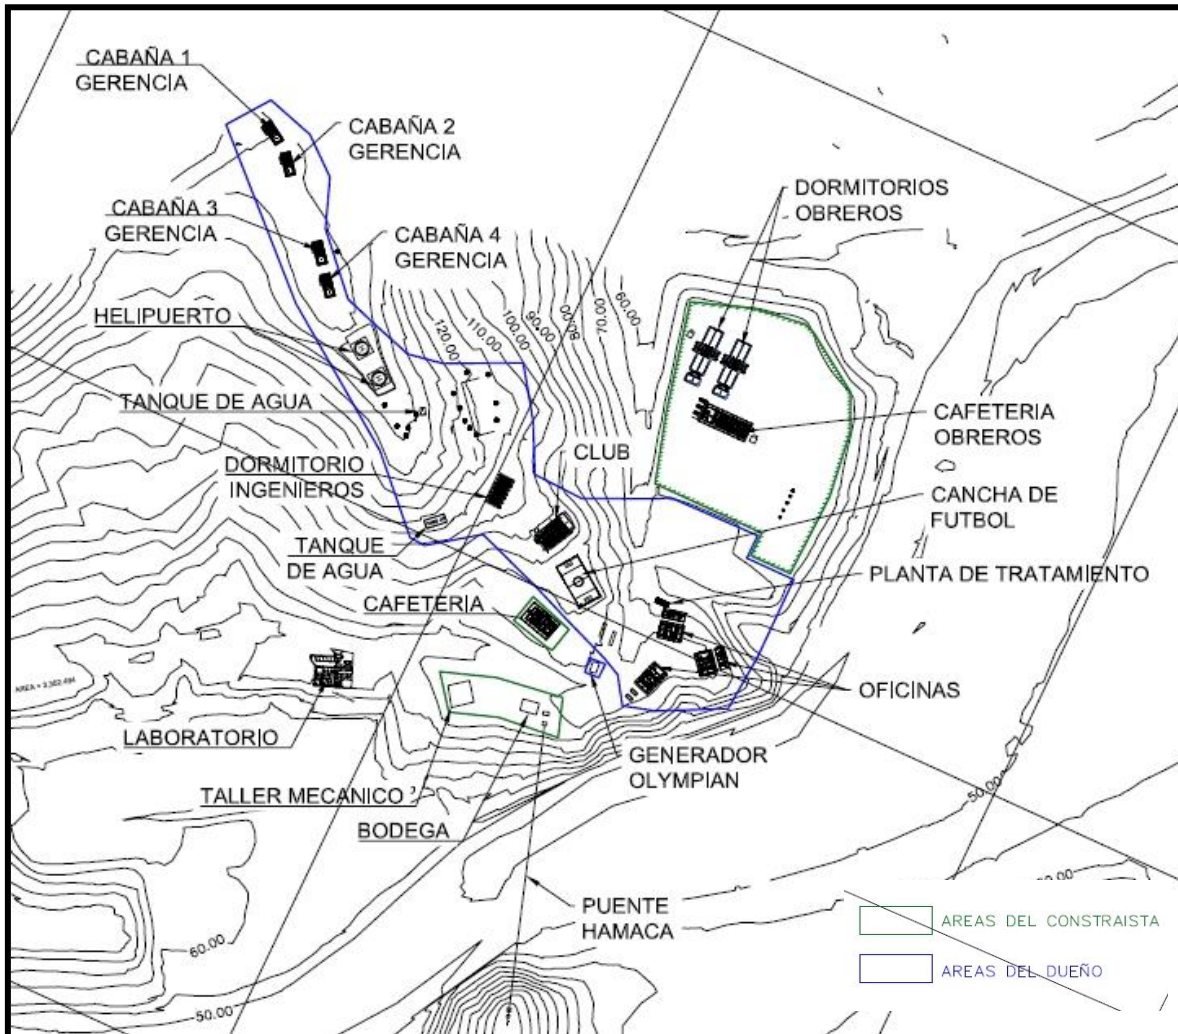 CABAÑA 1
GERENCIA
CABAÑA 2
GERENCIA
DORMITORIOS
OBREROS
CABAÑA 3
GERENCIA
CABAÑA 4
GERENCIA
HELIPUERTO
120.00
110.00
100.00
90.00
80.00
70.00
60.00
TANQUE DE AGUA
CAFETERIA
OBREROS
CLUB
DORMITORIO
INGENIEROS
CANCHA DE
FUTBOL
TANQUE
DE AGUA
PLANTA DE TRATAMIENTO
CAFETERIA
OFICINAS
LABORATORIO
GENERADOR
OLYMPIAN
TALLER MECANICO
BODEGA
50.00
PUENTE
HAMACA
AREAS DEL CONSTRAISTA
AREAS DEL DUEÑO
60.00
50.00